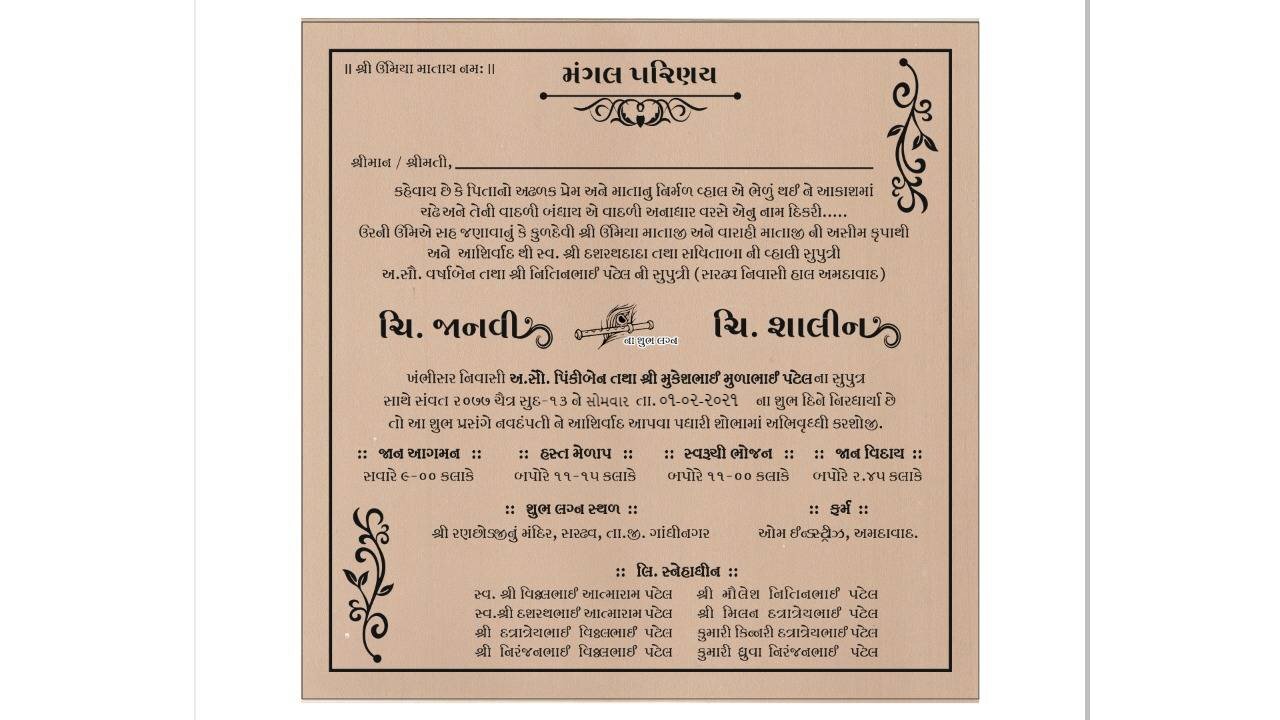 ॥ શ્રી ઉમિયા માતાય નમઃ ॥
મંગલ પરિણય
શ્રીમાન / શ્રીમતી,
કહેવાય છે કે પિતાનો અઢળક પ્રેમ અને માતાનુ નિર્મળ વ્હાલ એ ભેળું થઈ ને આકાશમાં
ચઢે અને તેની વાદળી બંધાય એ વાદળી અનાધાર વરસે એનુ નામ દિકરી.....
ઉરની ઉર્મિએ સહ જણાવાનું કે કુળદેવી શ્રી ઉમિયા માતાજી અને વારાહી માતાજી ની અસીમ કૃપાથી
અને આશિર્વાદ થી સ્વ. શ્રી દશરથદાદા તથા સવિતાબા ની વ્હાલી સુપુત્રી
અ.સૌ. વર્ષાબેન તથા શ્રી નિતિનભાઈ પટેલ ની સુપુત્રી (સરઢવ નિવાસી હાલ અમદાવાદ)
ચિ. જાનવી ના શુભ લગ્ન ચિ. શાલીન
ખંભીસર નિવાસી અ.સૌ. પિંકીબેન તથા શ્રી મુકેશભાઈ મુળાભાઈ પટેલ ના સુપુત્ર
સાથે સંવત ૨૦૭૭ ચૈત્ર સુદ-૧૩ ને સોમવાર તા. ૦૧-૦૨-૨૦૨૧ ના શુભ દિને નિરધાર્યા છે
તો આ શુભ પ્રસંગે નવદંપતી ને આશિર્વાદ આપવા પધારી શોભામાં અભિવૃધ્ધી કરશોજી.
:: જાન આગમન :: :: હસ્ત મેળાપ :: :: સ્વરૂચી ભોજન :: :: જાન વિદાય ::
સવારે ૯-૦૦ કલાકે બપોરે ૧૧-૧૫ કલાકે બપોરે ૧૧-૦૦ કલાકે બપોરે ૨.૪૫ કલાકે
:: શુભ લગ્ન સ્થળ :: :: ફર્મ ::
શ્રી રણછોડજીનું મંદિર, સરઢવ, તા.જી. ગાંધીનગર ઓમ ઈન્ડસ્ટ્રીઝ, અમદાવાદ.
:: લિ. સ્નેહાધીન ::
સ્વ. શ્રી વિઠ્ઠલભાઈ આત્મારામ પટેલ શ્રી મૌલેશ નિતિનભાઈ પટેલ
સ્વ.શ્રી દશરથભાઈ આત્મારામ પટેલ શ્રી મિલન દત્રાત્રેયભાઈ પટેલ
શ્રી દત્રાત્રેયભાઈ વિઠ્ઠલભાઈ પટેલ કુમારી કિન્નરી દત્રાત્રેયભાઈ પટેલ
શ્રી નિરંજનભાઈ વિઠ્ઠલભાઈ પટેલ કુમારી ધ્રુવા નિરંજનભાઈ પટેલ